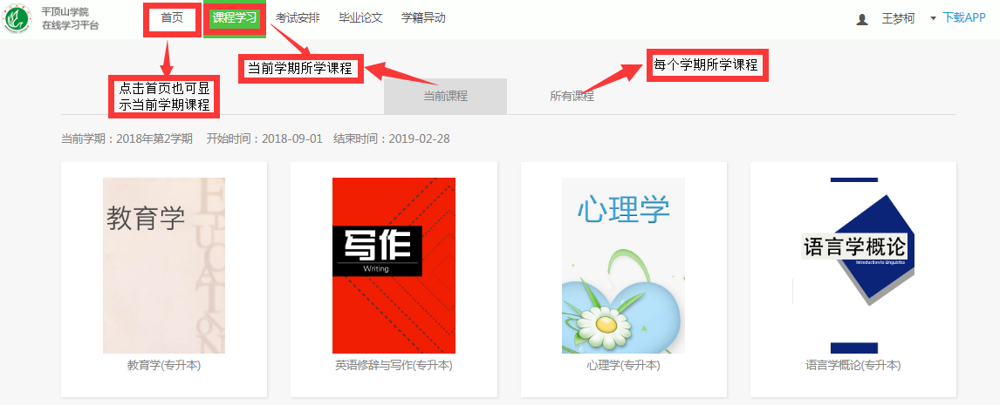 平顶山学院
在线学习平台
首页
课程学习
考试安排
毕业论文
学籍异动
王梦柯
下载APP
当前学期所学课程
每个学期所学课程
点击首页也可显
示当前学期课程
当前课程
所有课程
当前学期：2018年第2学期 开始时间：2018-09-01 结束时间：2019-02-28
教育学
EDUCATION
写作
Writing
心理学
语言学概论
Introduction to Linguistics
教育学(专升本)
英语修辞与写作(专升本)
心理学(专升本)
语言学概论(专升本)